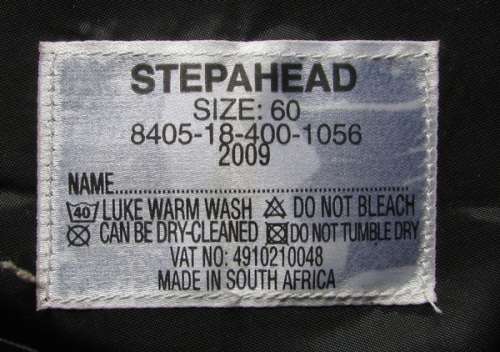 STEPAHEAD
SIZE: 60
8405-18-400-1056
2009
NAME..........................................................
40 LUKE WARM WASH DO NOT BLEACH
CAN BE DRY-CLEANED DO NOT TUMBLE DRY
VAT NO: 4910210048
MADE IN SOUTH AFRICA